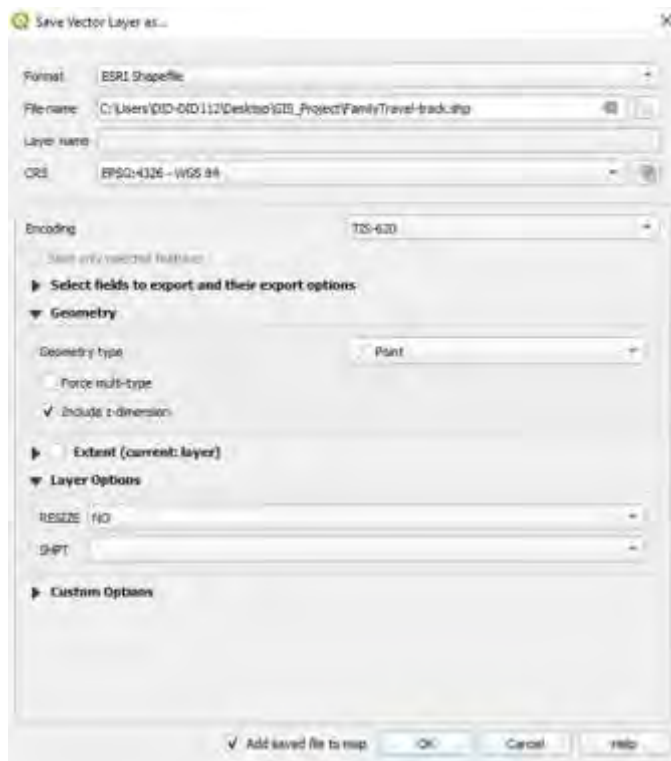 Save Vector Layer as...
Format ESRI Shapefile
File name C:\Users\DID-DID112\Desktop\GIS_Project\FamilyTravel-track.shp
Layer name
CRS EPSG:4326 - WGS 84
Encoding TIS-620
Save only selected features
Select fields to export and their export options
Geometry
Geometry type Point
Force multi-type
Include z-dimension
Extent (current: layer)
Layer Options
RESIZE NO
SHPT
Custom Options
Add saved file to map OK Cancel Help